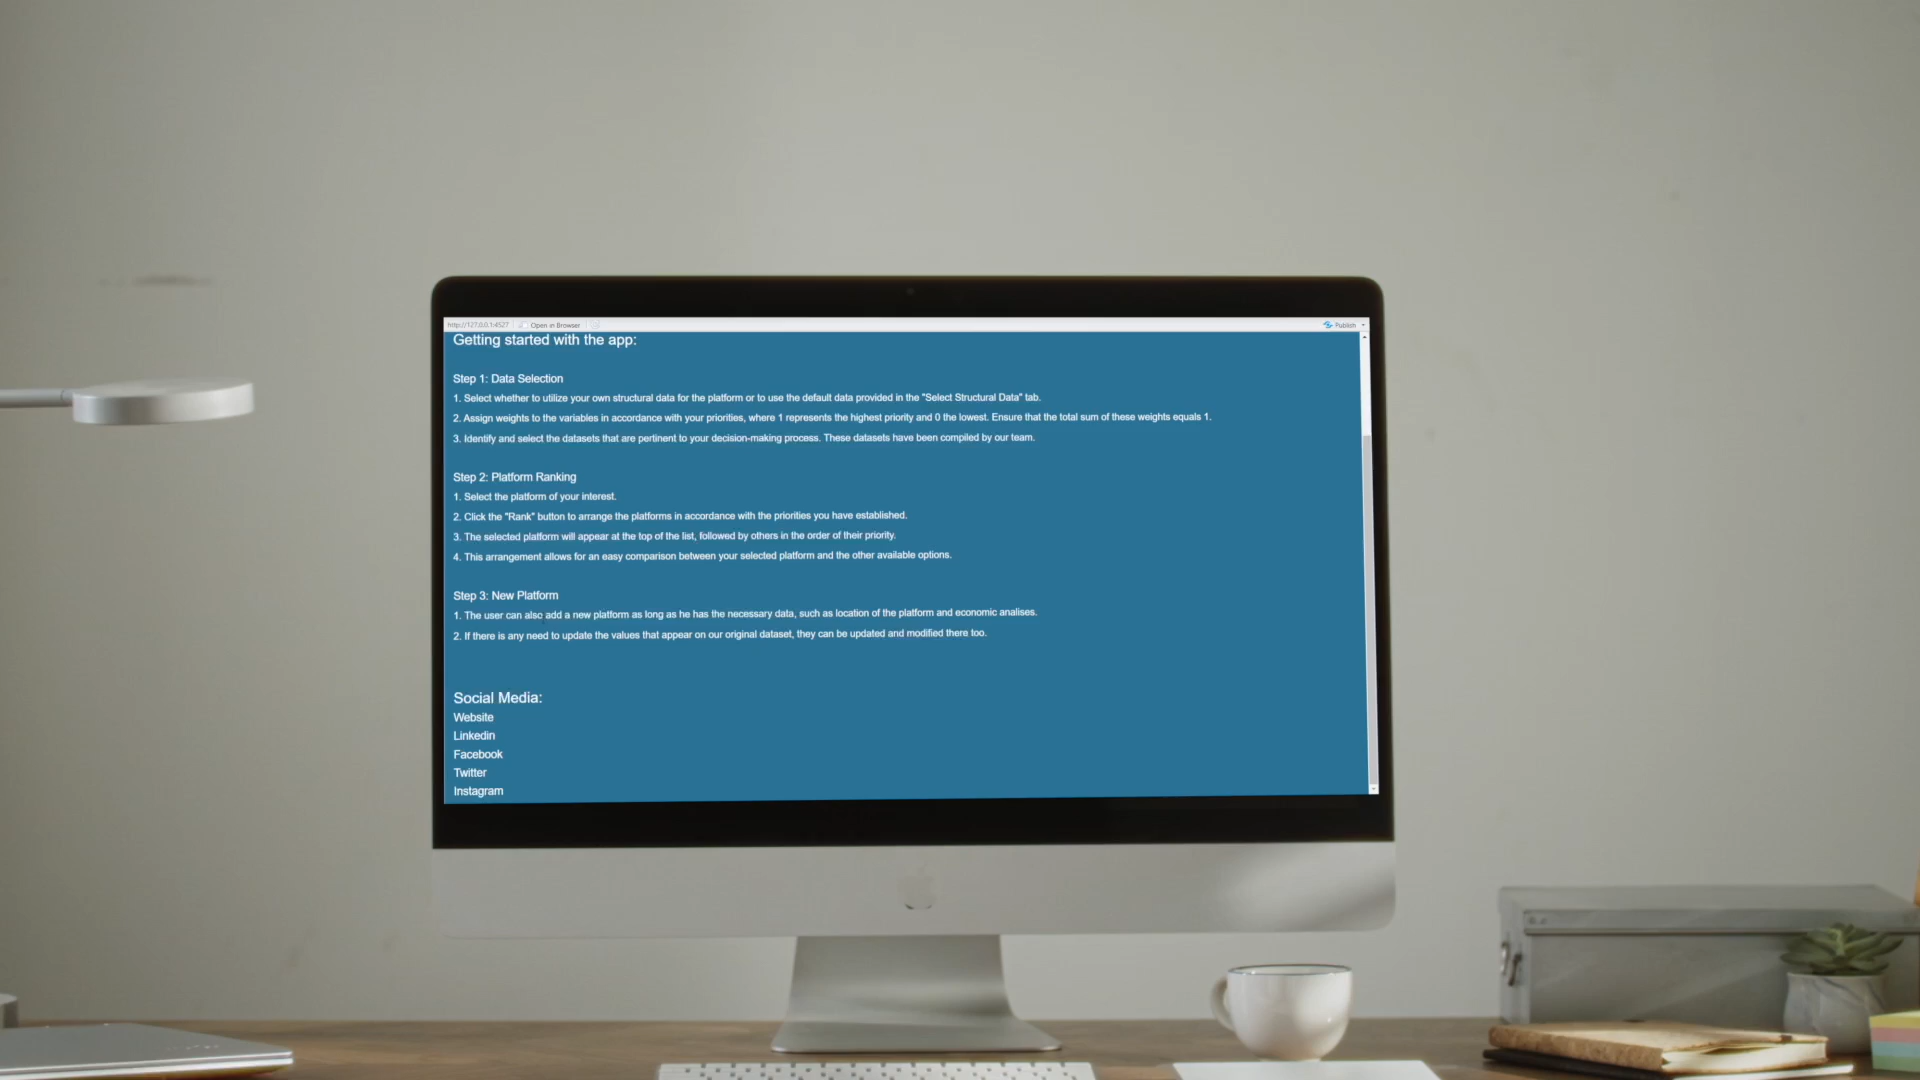 http://127.0.0.1:4527 Open in Browser Publish
Getting started with the app:
Step 1: Data Selection
1. Select whether to utilize your own structural data for the platform or to use the default data provided in the "Select Structural Data" tab.
2. Assign weights to the variables in accordance with your priorities, where 1 represents the highest priority and 0 the lowest. Ensure that the total sum of these weights equals 1.
3. Identify and select the datasets that are pertinent to your decision-making process. These datasets have been compiled by our team.
Step 2: Platform Ranking
1. Select the platform of your interest.
2. Click the "Rank" button to arrange the platforms in accordance with the priorities you have established.
3. The selected platform will appear at the top of the list, followed by others in the order of their priority.
4. This arrangement allows for an easy comparison between your selected platform and the other available options.
Step 3: New Platform
1. The user can also add a new platform as long as he has the necessary data, such as location of the platform and economic analises.
2. If there is any need to update the values that appear on our original dataset, they can be updated and modified there too.
Social Media:
Website
Linkedin
Facebook
Twitter
Instagram